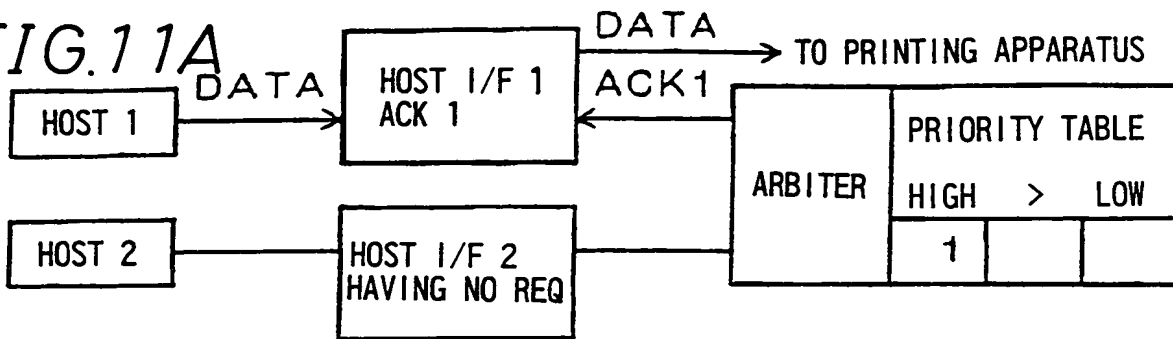 FIG.11A
DATA
TO PRINTING APPARATUS
DATA
HOST I/F 1
ACK 1
ACK1
HOST 1
PRIORITY TABLE
ARBITER
HIGH > LOW
1
HOST 2
HOST I/F 2
HAVING NO REQ